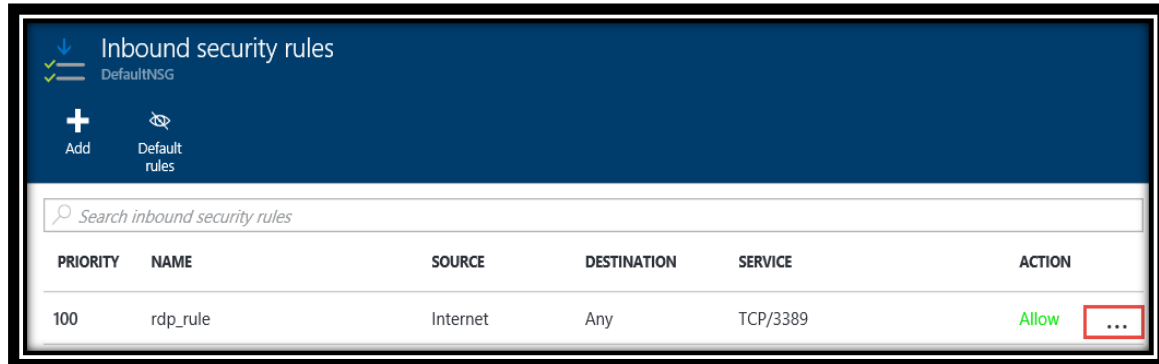 Inbound security rules
DefaultNSG
Add
Default
rules
Search inbound security rules
PRIORITY NAME SOURCE DESTINATION SERVICE ACTION
100 rdp_rule Internet Any TCP/3389 Allow ...